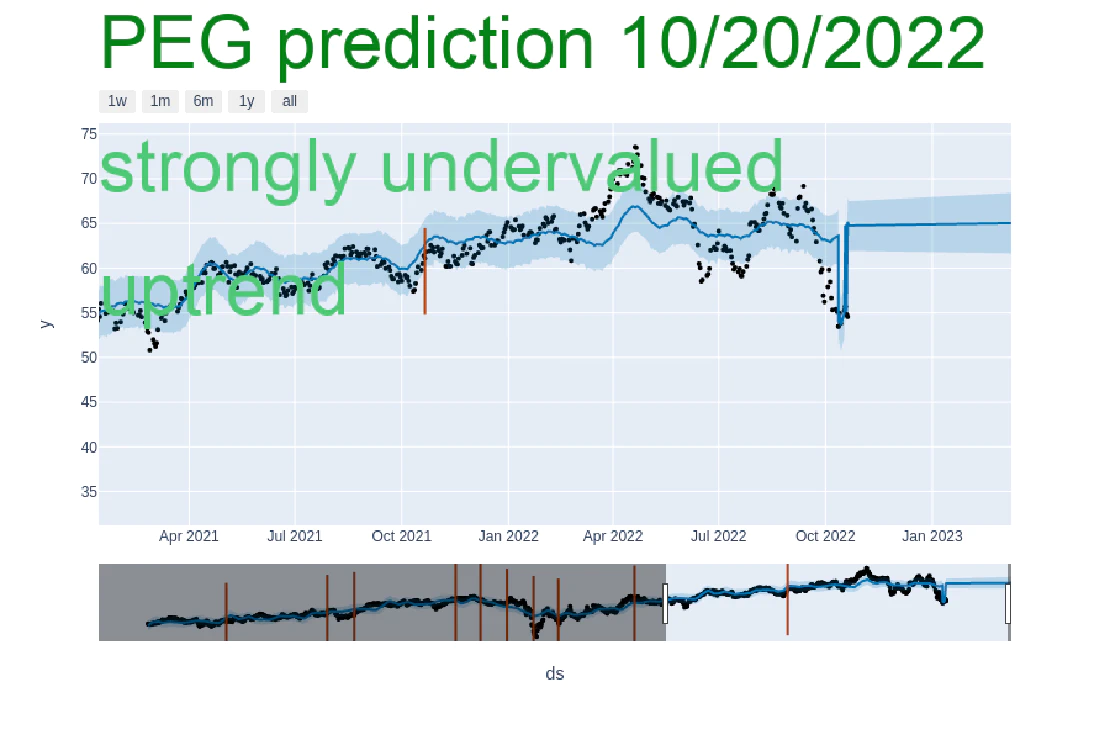 PEG prediction 10/20/2022
1w 1m 6m 1y all
75
strongly undervalued
70
65
60
uptrend
55
y
50
45
40
35
Apr 2021 Jul 2021 Oct 2021 Jan 2022 Apr 2022 Jul 2022 Oct 2022 Jan 2023
ds